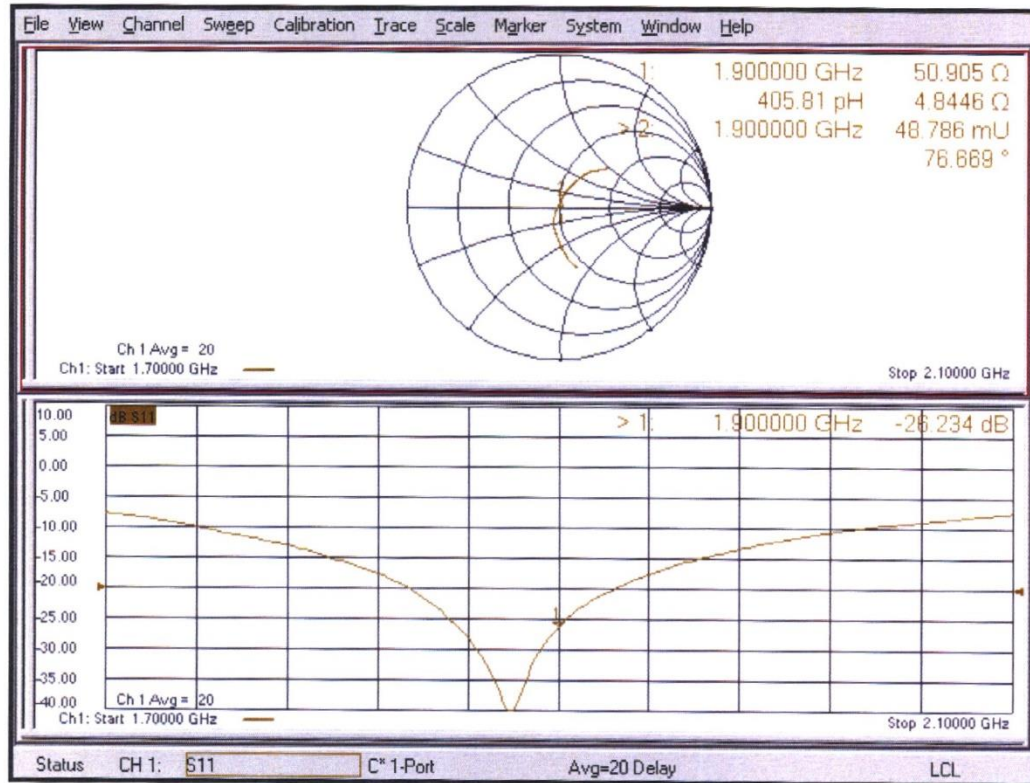 File View Channel Sweep Calibration Trace Scale Marker System Window Help
1: 1.900000 GHz 50.905 Ω
405.81 pH 4.8446 Ω
> 2: 1.900000 GHz 48.786 mU
76.669 °
Ch 1 Avg = 20
Ch1: Start 1.70000 GHz
Stop 2.10000 GHz
dB S11
> 1: 1.900000 GHz -26.234 dB
10.00
5.00
0.00
-5.00
-10.00
-15.00
-20.00
-25.00
-30.00
-35.00
-40.00
1
Ch 1 Avg = 20
Ch1: Start 1.70000 GHz
Stop 2.10000 GHz
Status CH 1: S11 C* 1-Port Avg=20 Delay LCL